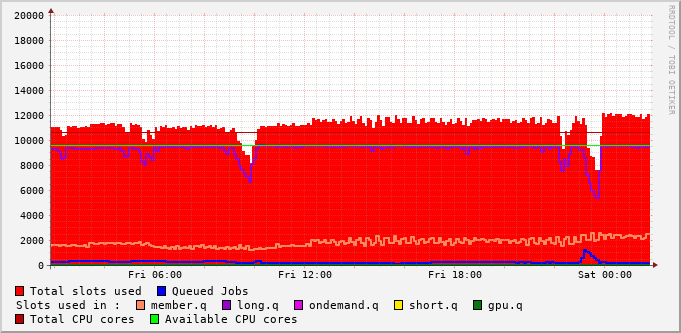 20000
18000
16000
14000
12000
10000
8000
6000
4000
2000
0
Fri 06:00 Fri 12:00 Fri 18:00 Sat 00:00
RRDTOOL / TOBI OETIKER
Total slots used Queued Jobs
Slots used in : member.q long.q ondemand.q short.q gpu.q
Total CPU cores Available CPU cores